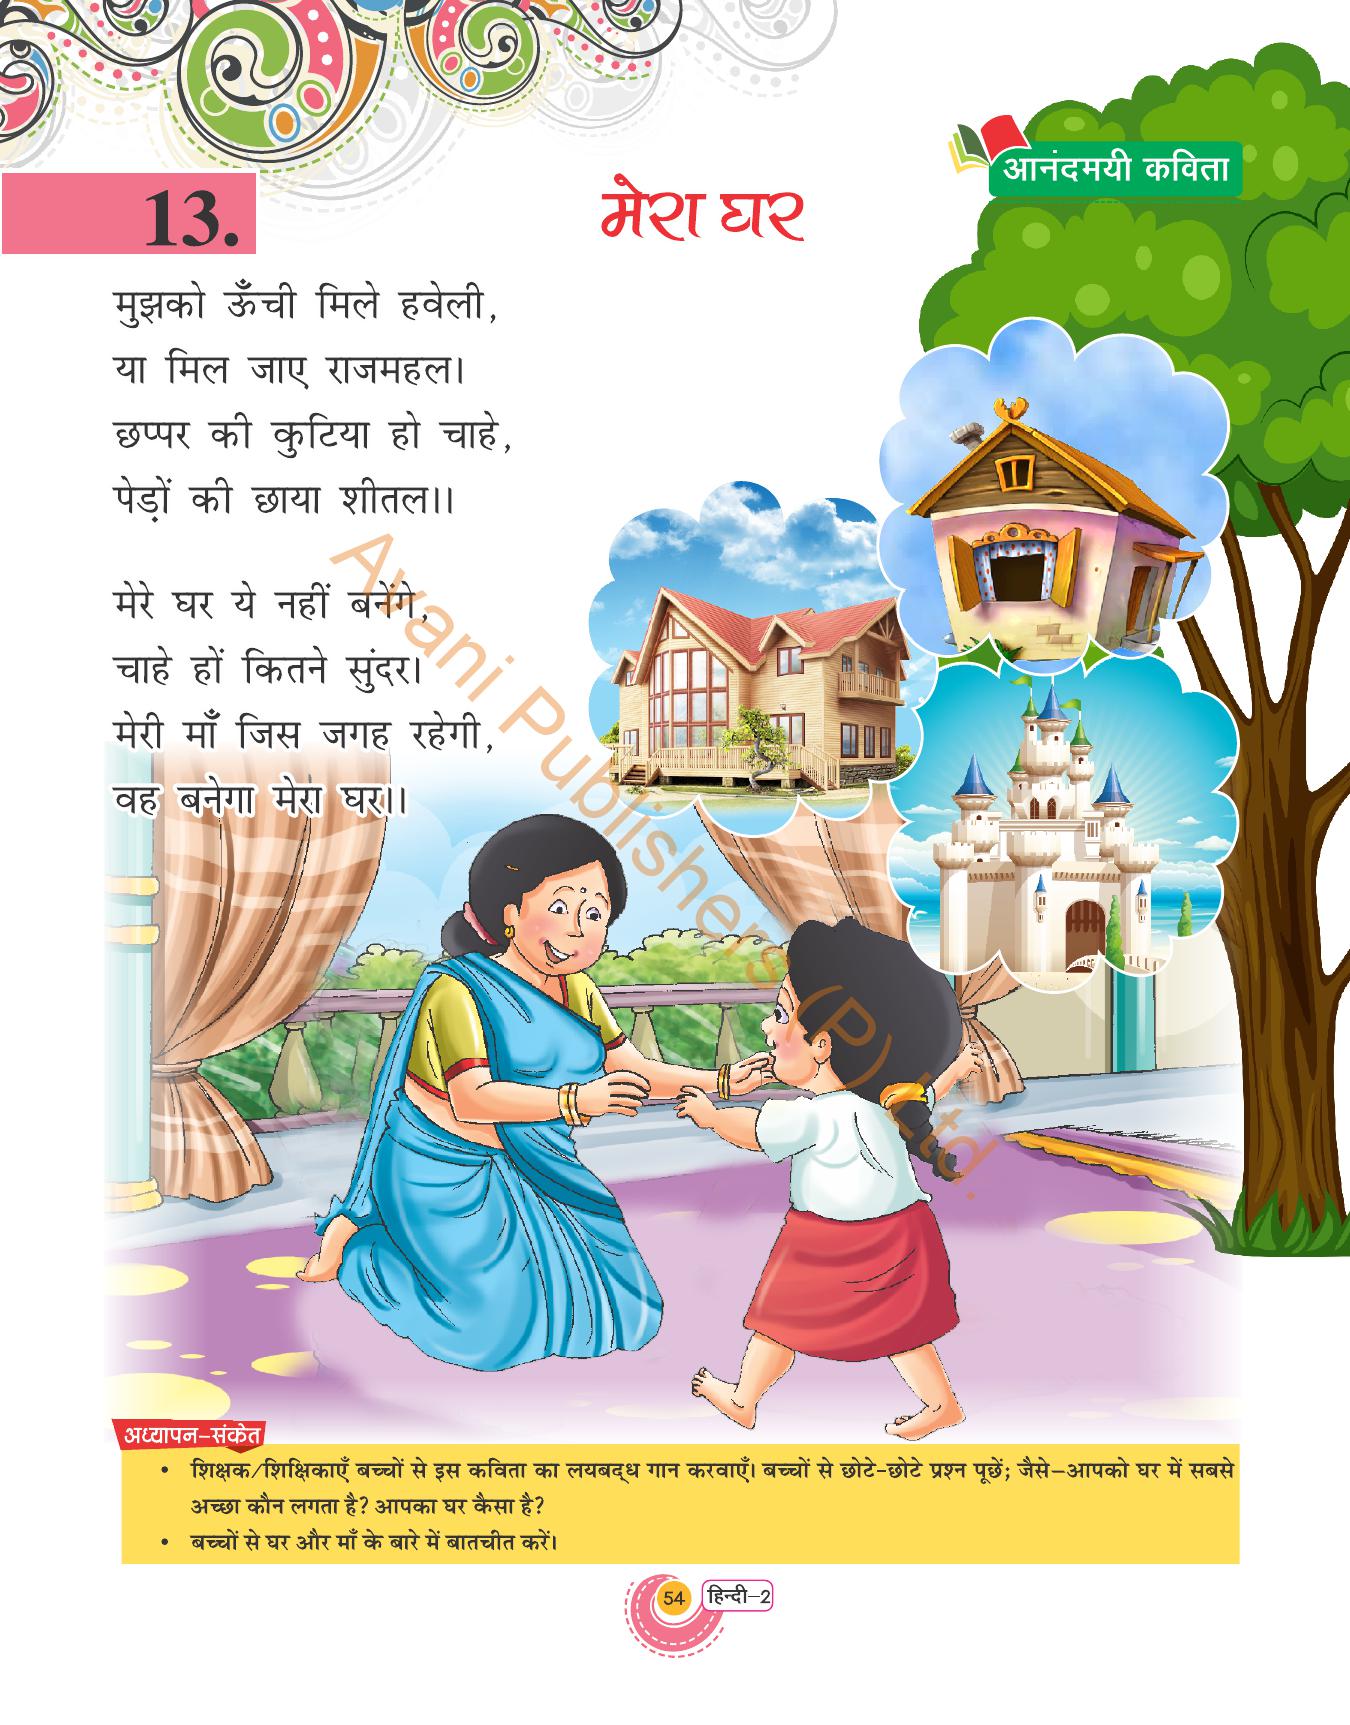 आनंदमयी कविता
13.
मेरा घर
मुझको ऊँची मिले हवेली,
या मिल जाए राजमहल।
छप्पर की कुटिया हो चाहे,
पेड़ों की छाया शीतल।।
मेरे घर ये नहीं बनेंगे,
चाहे हों कितने सुंदर।
मेरी माँ जिस जगह रहेगी,
वह बनेगा मेरा घर।।
Avani Publishers (P) Ltd.
अध्यापन–संकेत
• शिक्षक/शिक्षिकाएँ बच्चों से इस कविता का लयबद्ध गान करवाएँ। बच्चों से छोटे-छोटे प्रश्न पूछें; जैसे–आपको घर में सबसे
अच्छा कौन लगता है? आपका घर कैसा है?
• बच्चों से घर और माँ के बारे में बातचीत करें।
54 हिन्दी–2